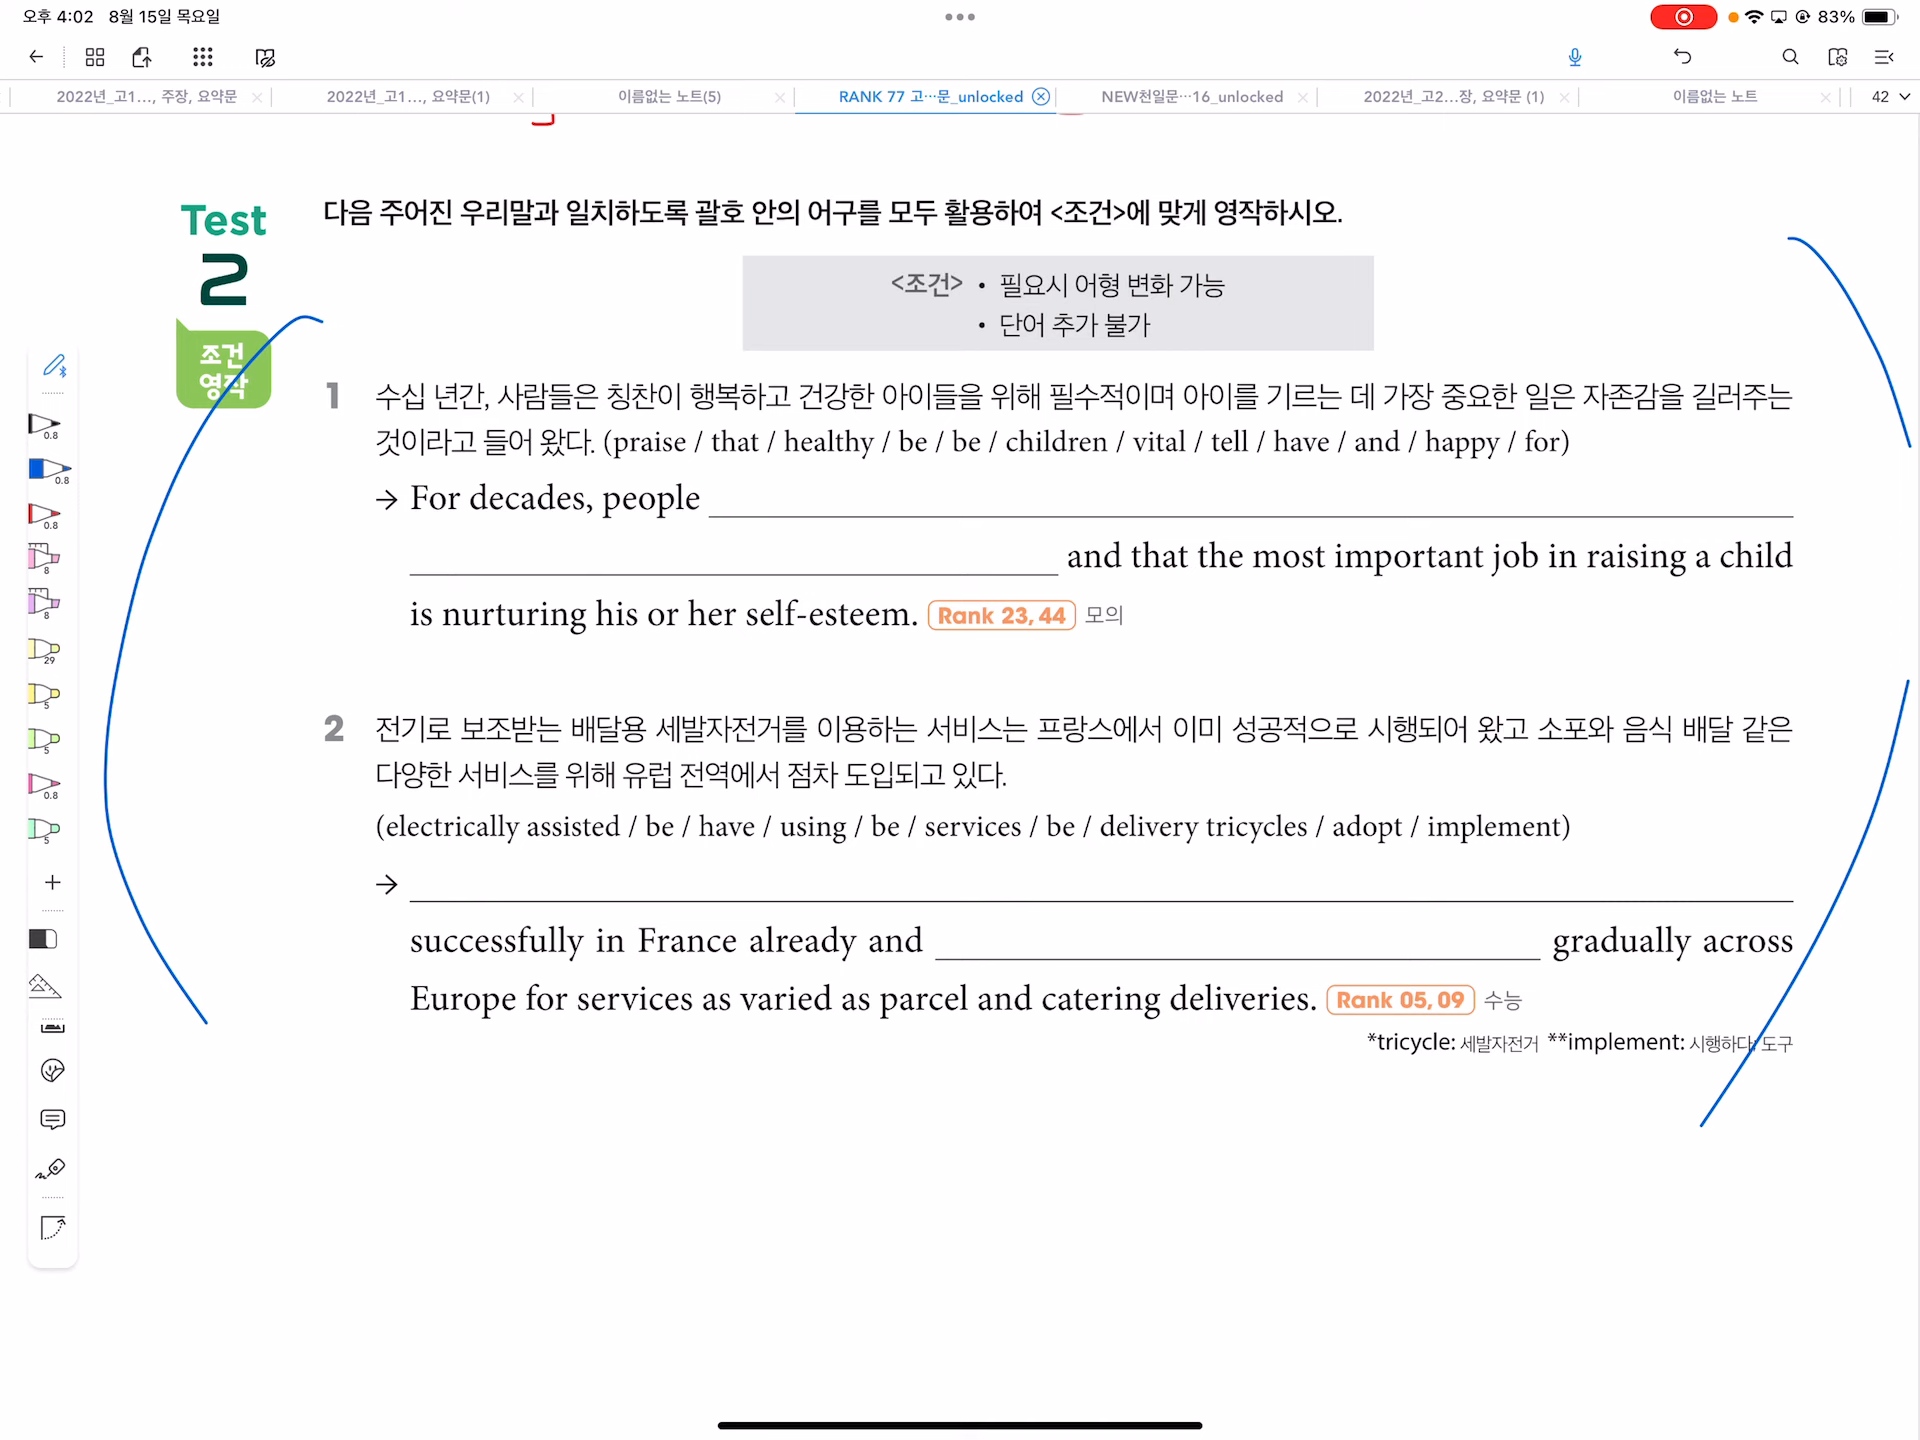 오후 4:02 8월 15일 목요일
83%
2022년_고1..., 주장, 요약문
2022년_고1..., 요약문(1)
이름없는 노트(5)
RANK 77 고…문_unlocked
NEW천일문…16_unlocked
2022년_고2...장, 요약문 (1)
이름없는 노트
42
Test
2
조건
영작
다음 주어진 우리말과 일치하도록 괄호 안의 어구를 모두 활용하여 <조건>에 맞게 영작하시오.
<조건> • 필요시 어형 변화 가능
• 단어 추가 불가
1 수십 년간, 사람들은 칭찬이 행복하고 건강한 아이들을 위해 필수적이며 아이를 기르는 데 가장 중요한 일은 자존감을 길러주는
것이라고 들어 왔다. (praise / that / healthy / be / be / children / vital / tell / have / and / happy / for)
→ For decades, people
and that the most important job in raising a child
is nurturing his or her self-esteem. Rank 23, 44 모의
2 전기로 보조받는 배달용 세발자전거를 이용하는 서비스는 프랑스에서 이미 성공적으로 시행되어 왔고 소포와 음식 배달 같은
다양한 서비스를 위해 유럽 전역에서 점차 도입되고 있다.
(electrically assisted / be / have / using / be / services / be / delivery tricycles / adopt / implement)
→
successfully in France already and gradually across
Europe for services as varied as parcel and catering deliveries. Rank 05, 09 수능
*tricycle: 세발자전거 **implement: 시행하다; 도구
0.8
0.8
0.8
8
8
29
5
5
0.8
5